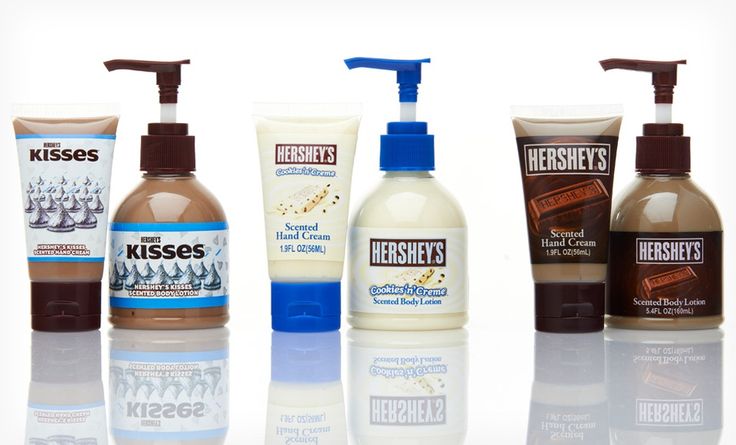 HERSHEY'S
KISSES
HERSHEY'S KISSES
SCENTED HAND CREAM
HERSHEY'S
KISSES
HERSHEY'S KISSES
SCENTED BODY LOTION
HERSHEY'S
Cookies 'n' Creme
Scented
Hand Cream
1.9FL OZ(56ML)
HERSHEY'S
Cookies 'n' Creme
Scented Body Lotion
HERSHEY'S
HERSHEY'S
Scented
Hand Cream
1.9FL OZ(56mL)
HERSHEY'S
HERSHEY'S
Scented Body Lotion
5.4FL OZ(160mL)